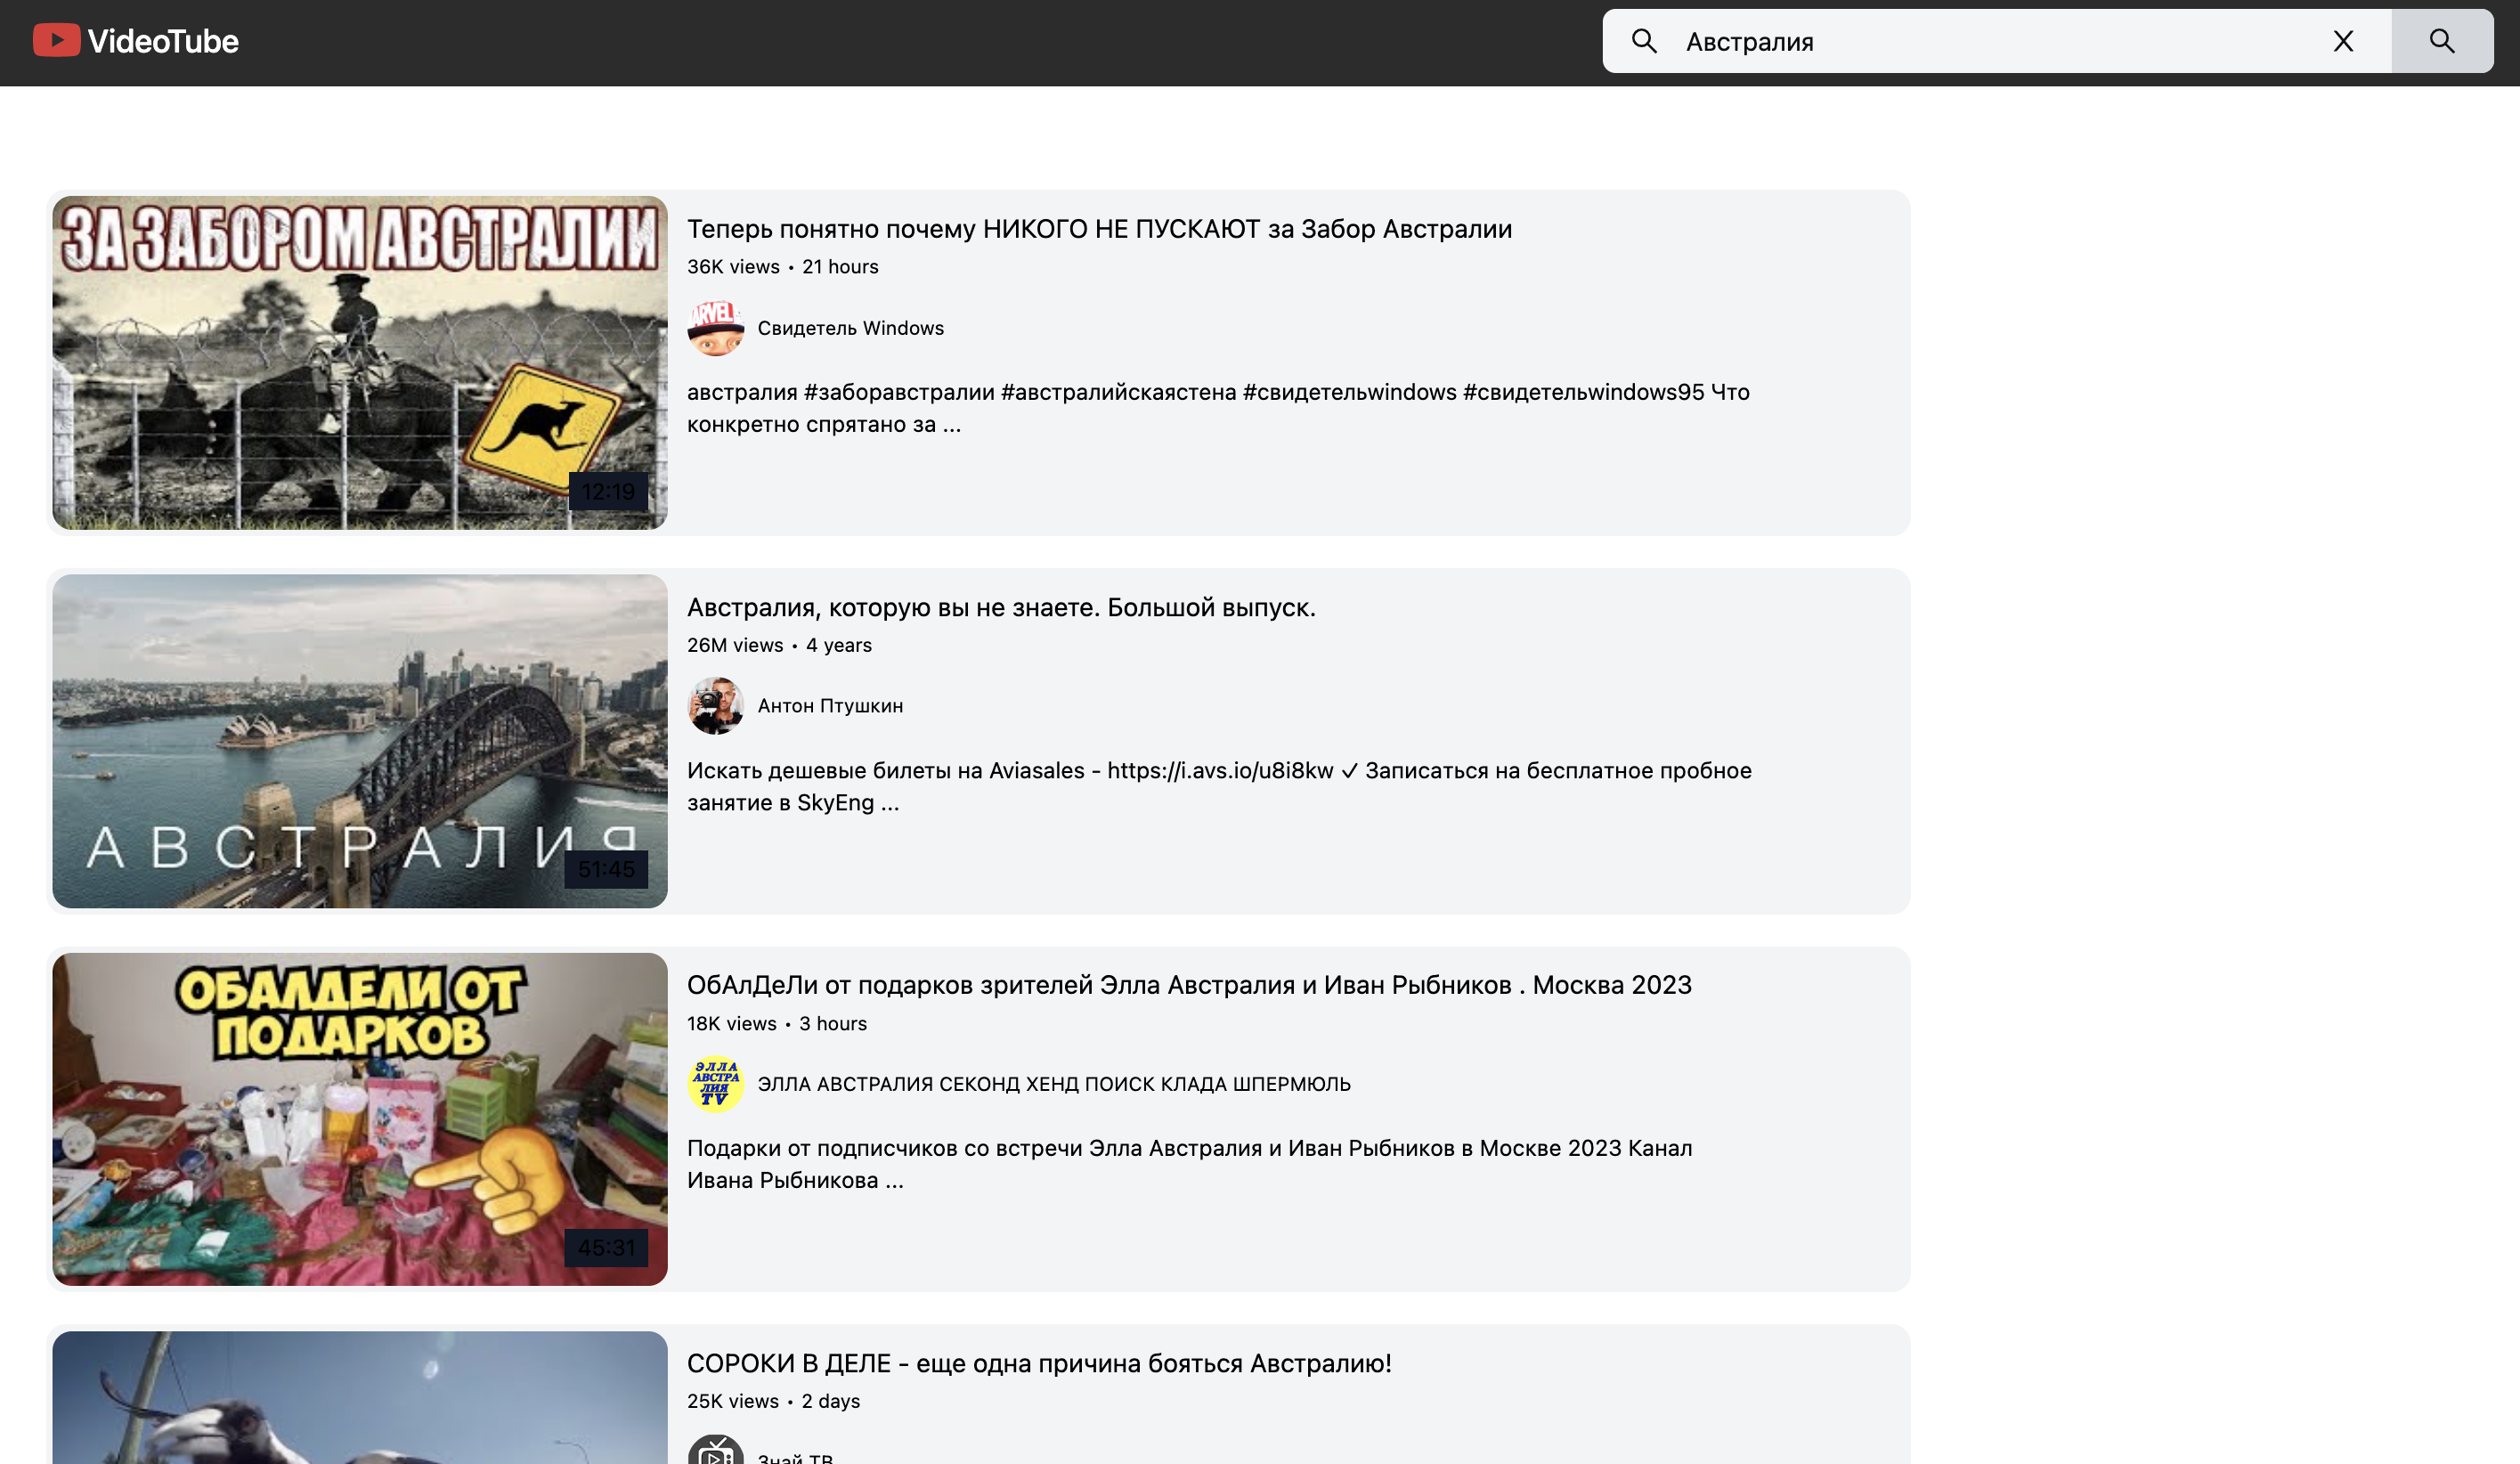 VideoTube
Австралия
ЗА ЗАБОРОМ АВСТРАЛИИ
12:19
Теперь понятно почему НИКОГО НЕ ПУСКАЮТ за Забор Австралии
36K views • 21 hours
ARVEL
Свидетель Windows
австралия #заборавстралии #австралийскаястена #свидетельwindows #свидетельwindows95 Что
конкретно спрятано за ...
АВСТРАЛИЯ
51:45
Австралия, которую вы не знаете. Большой выпуск.
26M views • 4 years
Антон Птушкин
Искать дешевые билеты на Aviasales - https://i.avs.io/u8i8kw ✓ Записаться на бесплатное пробное
занятие в SkyEng ...
ОБАЛДЕЛИ ОТ
ПОДАРКОВ
45:31
ОбАлДеЛи от подарков зрителей Элла Австралия и Иван Рыбников . Москва 2023
18K views • 3 hours
ЭЛЛА
АВСТРА
ЛИЯ
TV
ЭЛЛА АВСТРАЛИЯ СЕКОНД ХЕНД ПОИСК КЛАДА ШПЕРМЮЛЬ
Подарки от подписчиков со встречи Элла Австралия и Иван Рыбников в Москве 2023 Канал
Ивана Рыбникова ...
СОРОКИ В ДЕЛЕ - еще одна причина бояться Австралию!
25K views • 2 days
Знай ТВ